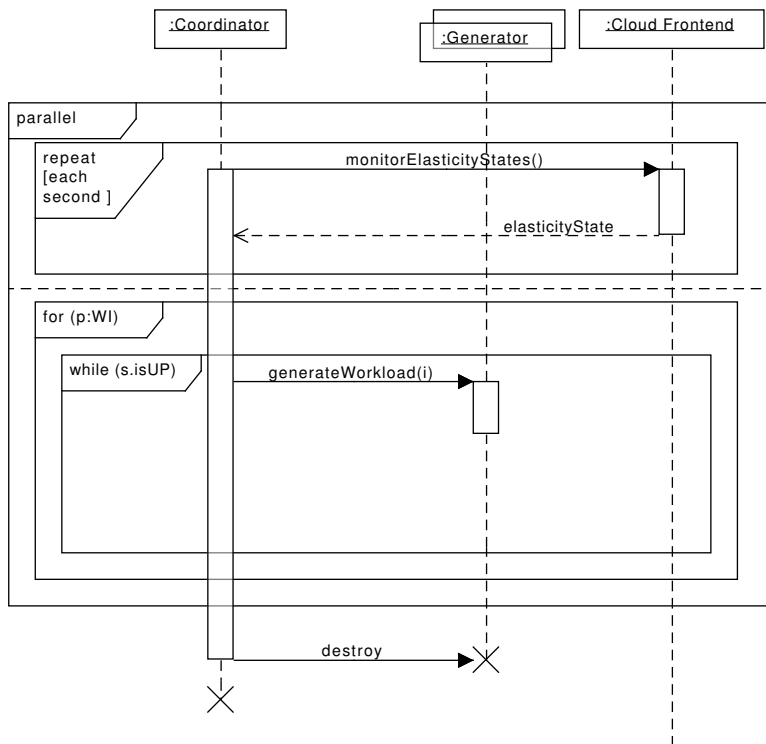 :Coordinator
:Generator
:Cloud Frontend
parallel
repeat
[each
second ]
monitorElasticityStates()
elasticityState
for (p:WI)
while (s.isUP)
generateWorkload(i)
destroy